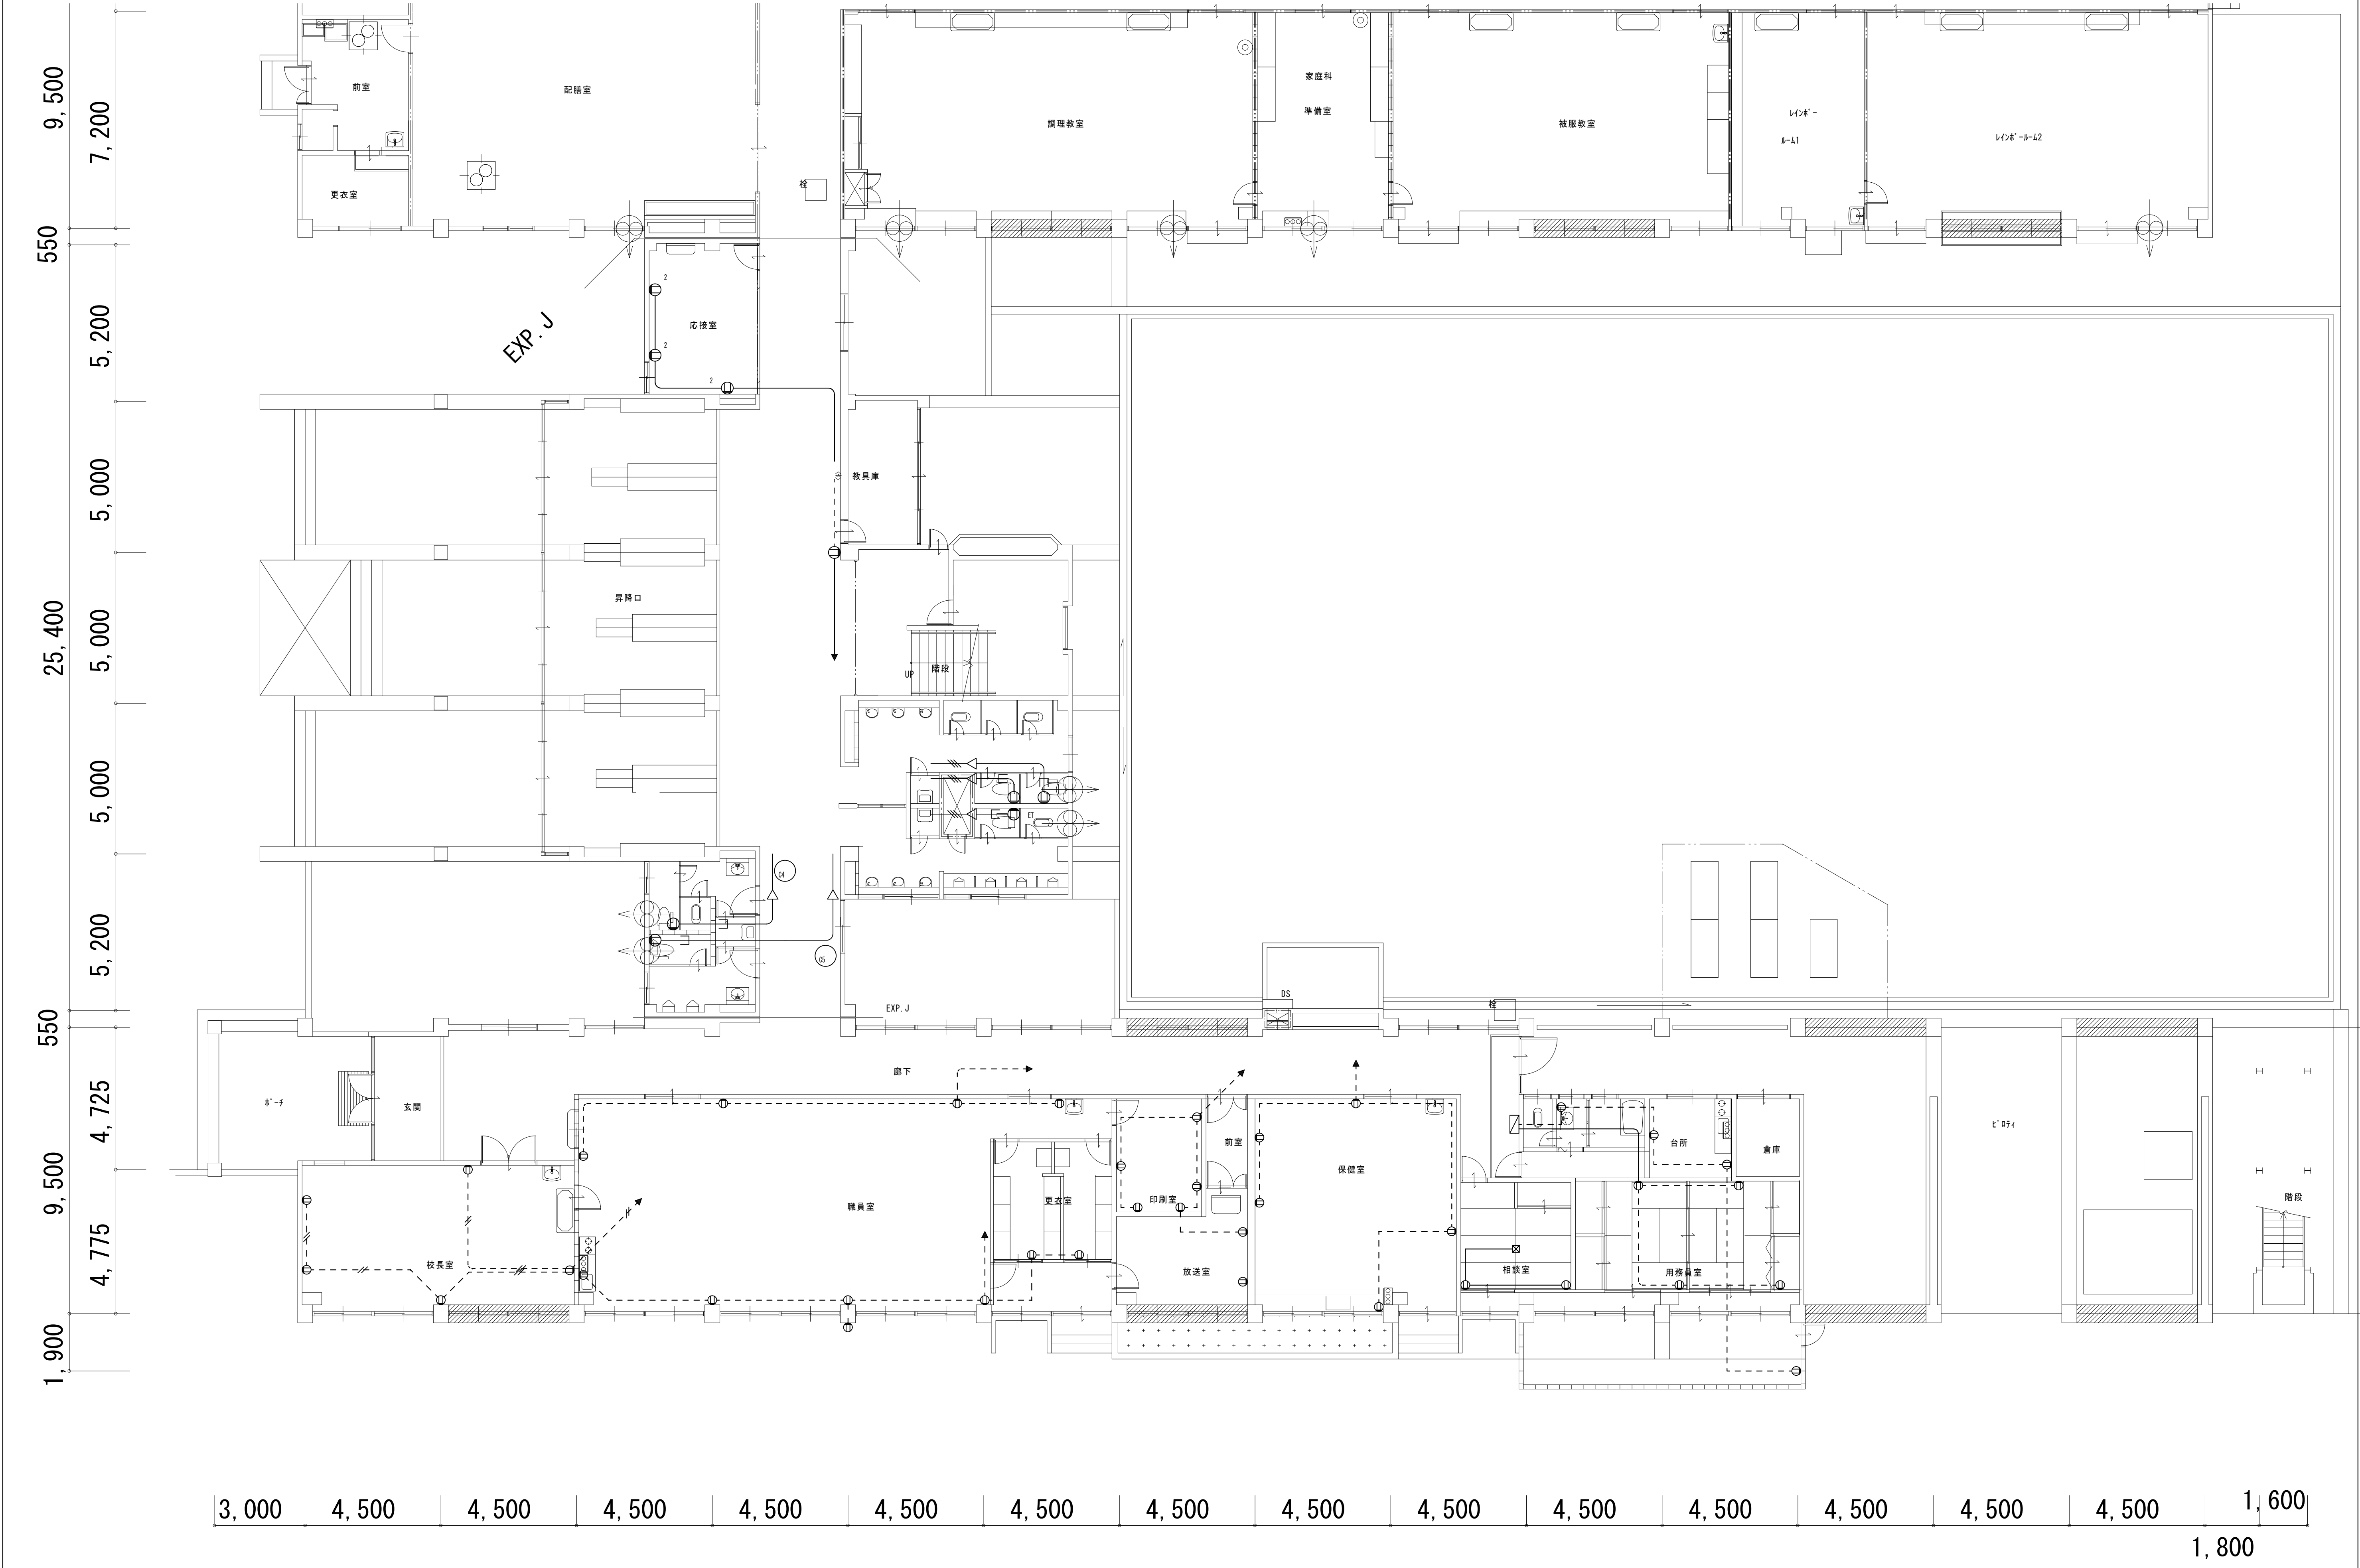 前室
配膳室
更衣室
栓
調理教室
家庭科
準備室
被服教室
ﾚｲﾝﾎﾞｰ
ﾙｰﾑ1
ﾚｲﾝﾎﾞｰﾙｰﾑ2
9,500
7,200
550
EXP.J
2
応接室
2
2
5,200
教具庫
5,000
昇降口
25,400
5,000
UP
階段
5,000
ET
C4
C5
5,200
EXP.J
DS
栓
550
廊下
ﾎﾟｰﾁ
玄関
4,725
9,500
4,775
1,900
校長室
職員室
更衣室
印刷室
前室
放送室
保健室
相談室
台所
倉庫
用務員室
ﾋﾟﾛﾃｨ
階段
3,000 4,500 4,500 4,500 4,500 4,500 4,500 4,500 4,500 4,500 4,500 4,500 4,500 4,500 4,500 1,600
1,800